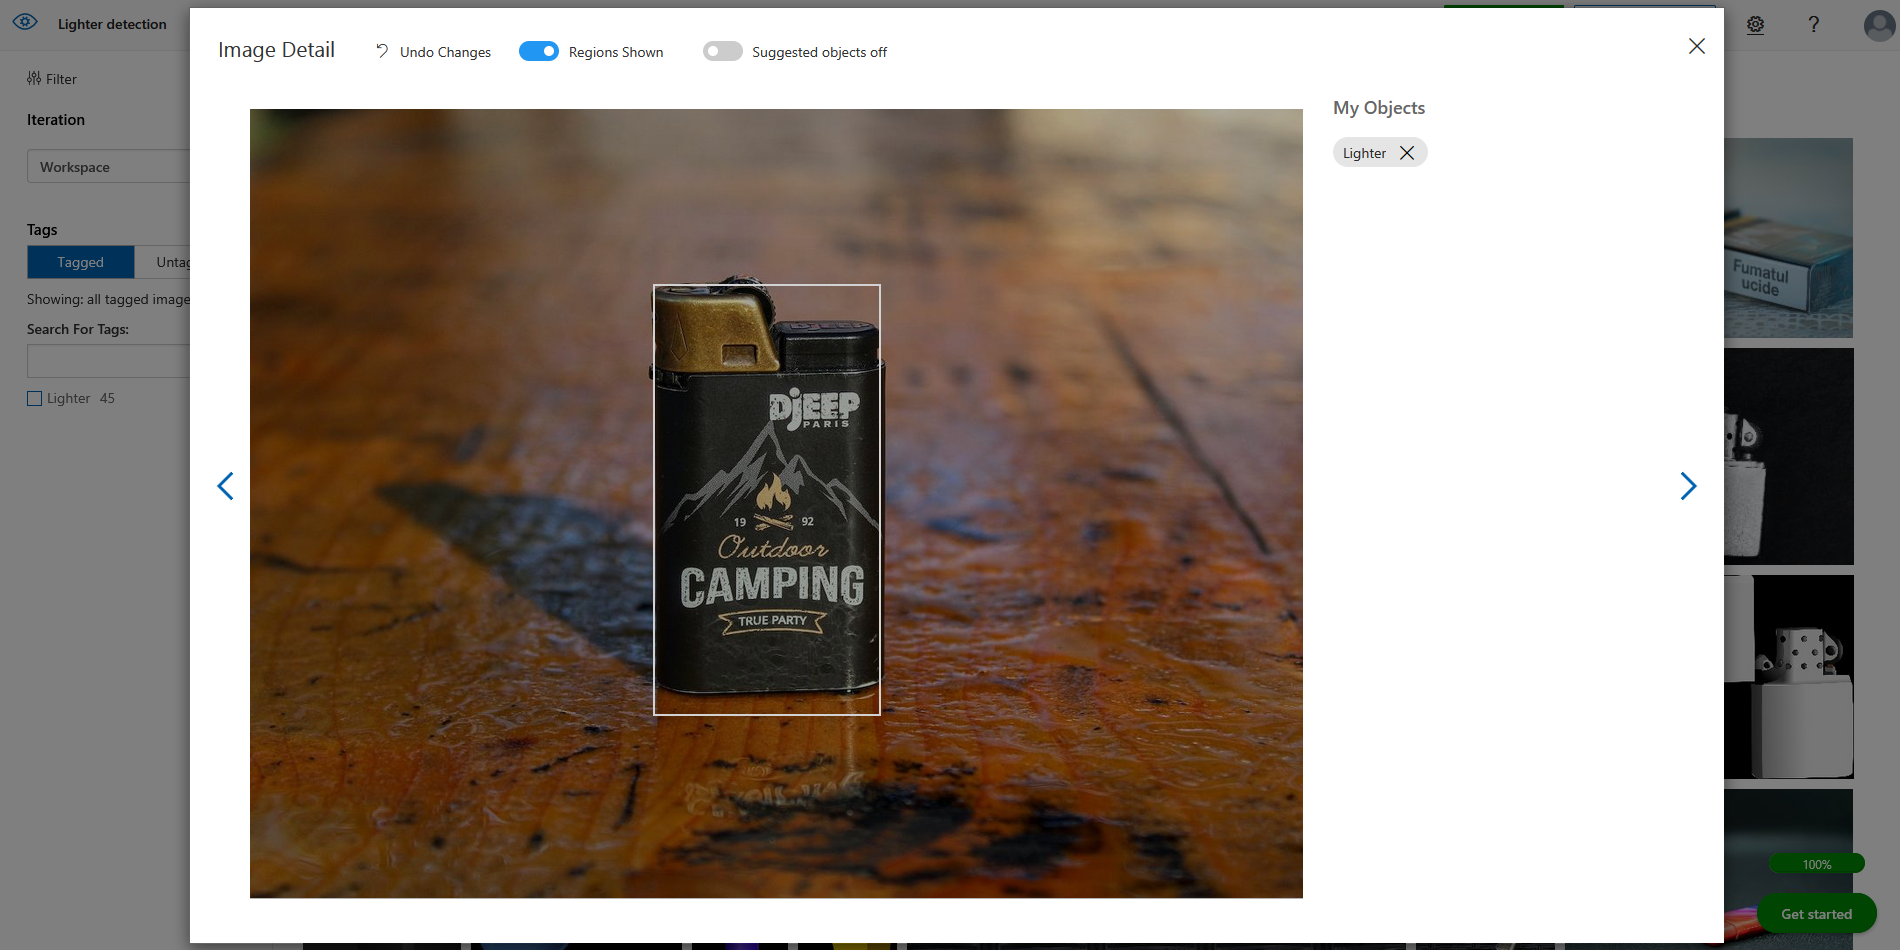 Lighter detection
Image Detail
Undo Changes
Regions Shown
Suggested objects off
?
Filter
Iteration
Workspace
Tags
Tagged
Untag
Showing: all tagged image
Search For Tags:
Lighter 45
DJEEP
DJEEP
PARIS
19 92
Outdoor
CAMPING
TRUE PARTY
My Objects
Lighter
Fumatul
ucide
100%
Get started